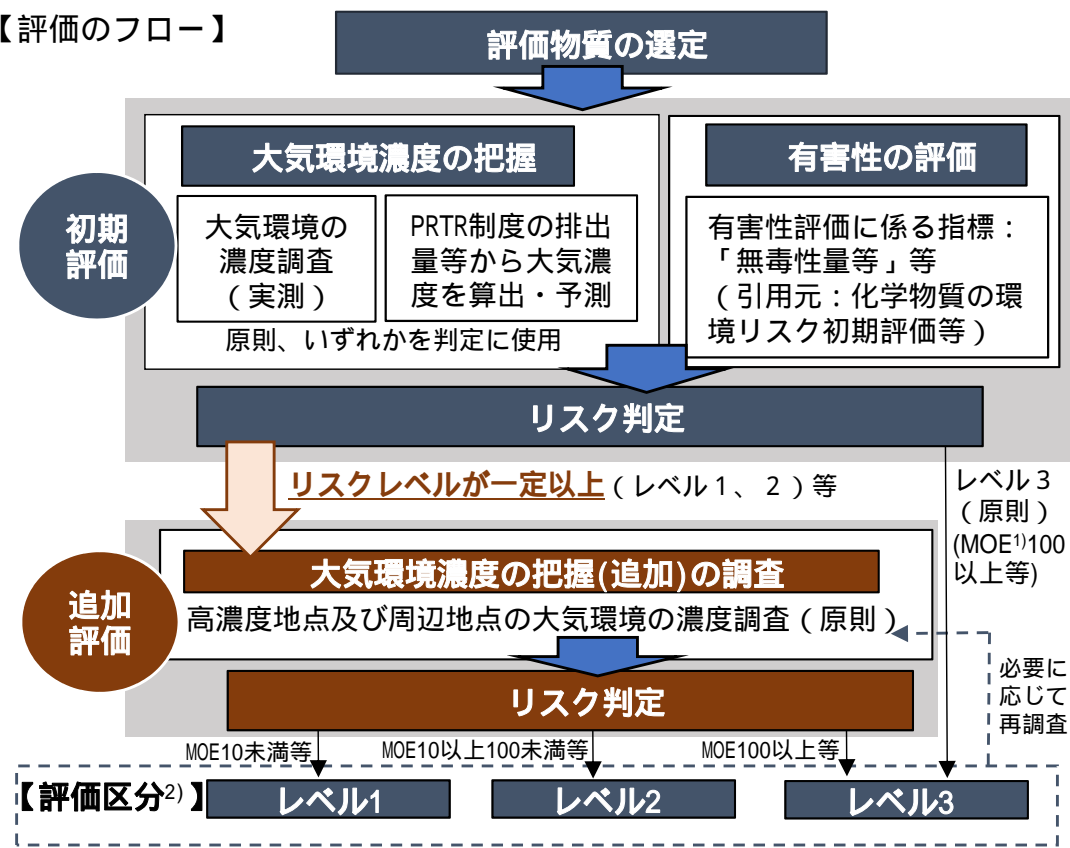 【評価のフロー】
評価物質の選定
初期
評価
大気環境濃度の把握
大気環境の
濃度調査
（実測）
PRTR制度の排出
量等から大気濃
度を算出・予測
原則、いずれかを判定に使用
有害性の評価
有害性評価に係る指標：
「無毒性量等」等
（引用元：化学物質の環
境リスク初期評価等）
リスク判定
リスクレベルが一定以上（レベル１、２）等
レベル３
（原則）
(MOE1)100
以上等)
追加
評価
大気環境濃度の把握(追加)の調査
高濃度地点及び周辺地点の大気環境の濃度調査（原則）
リスク判定
必要に
応じて
再調査
MOE10未満等
MOE10以上100未満等
MOE100以上等
【評価区分2)】
レベル1
レベル2
レベル3